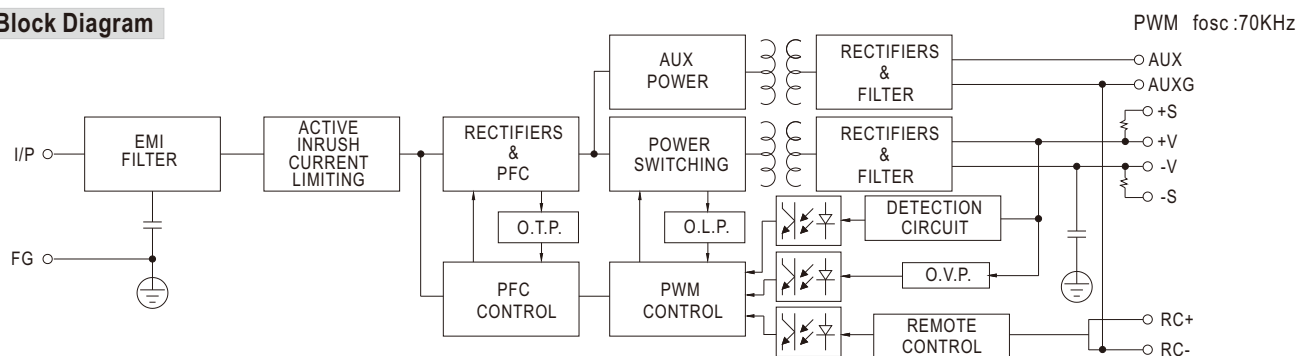 Block Diagram
PWM fosc :70KHz
AUX
POWER
RECTIFIERS
&
FILTER
AUX
AUXG
+S
+V
-V
-S
I/P
EMI
FILTER
ACTIVE
INRUSH
CURRENT
LIMITING
RECTIFIERS
&
PFC
POWER
SWITCHING
RECTIFIERS
&
FILTER
O.T.P.
O.L.P.
DETECTION
CIRCUIT
FG
O.V.P.
PFC
CONTROL
PWM
CONTROL
REMOTE
CONTROL
RC+
RC-